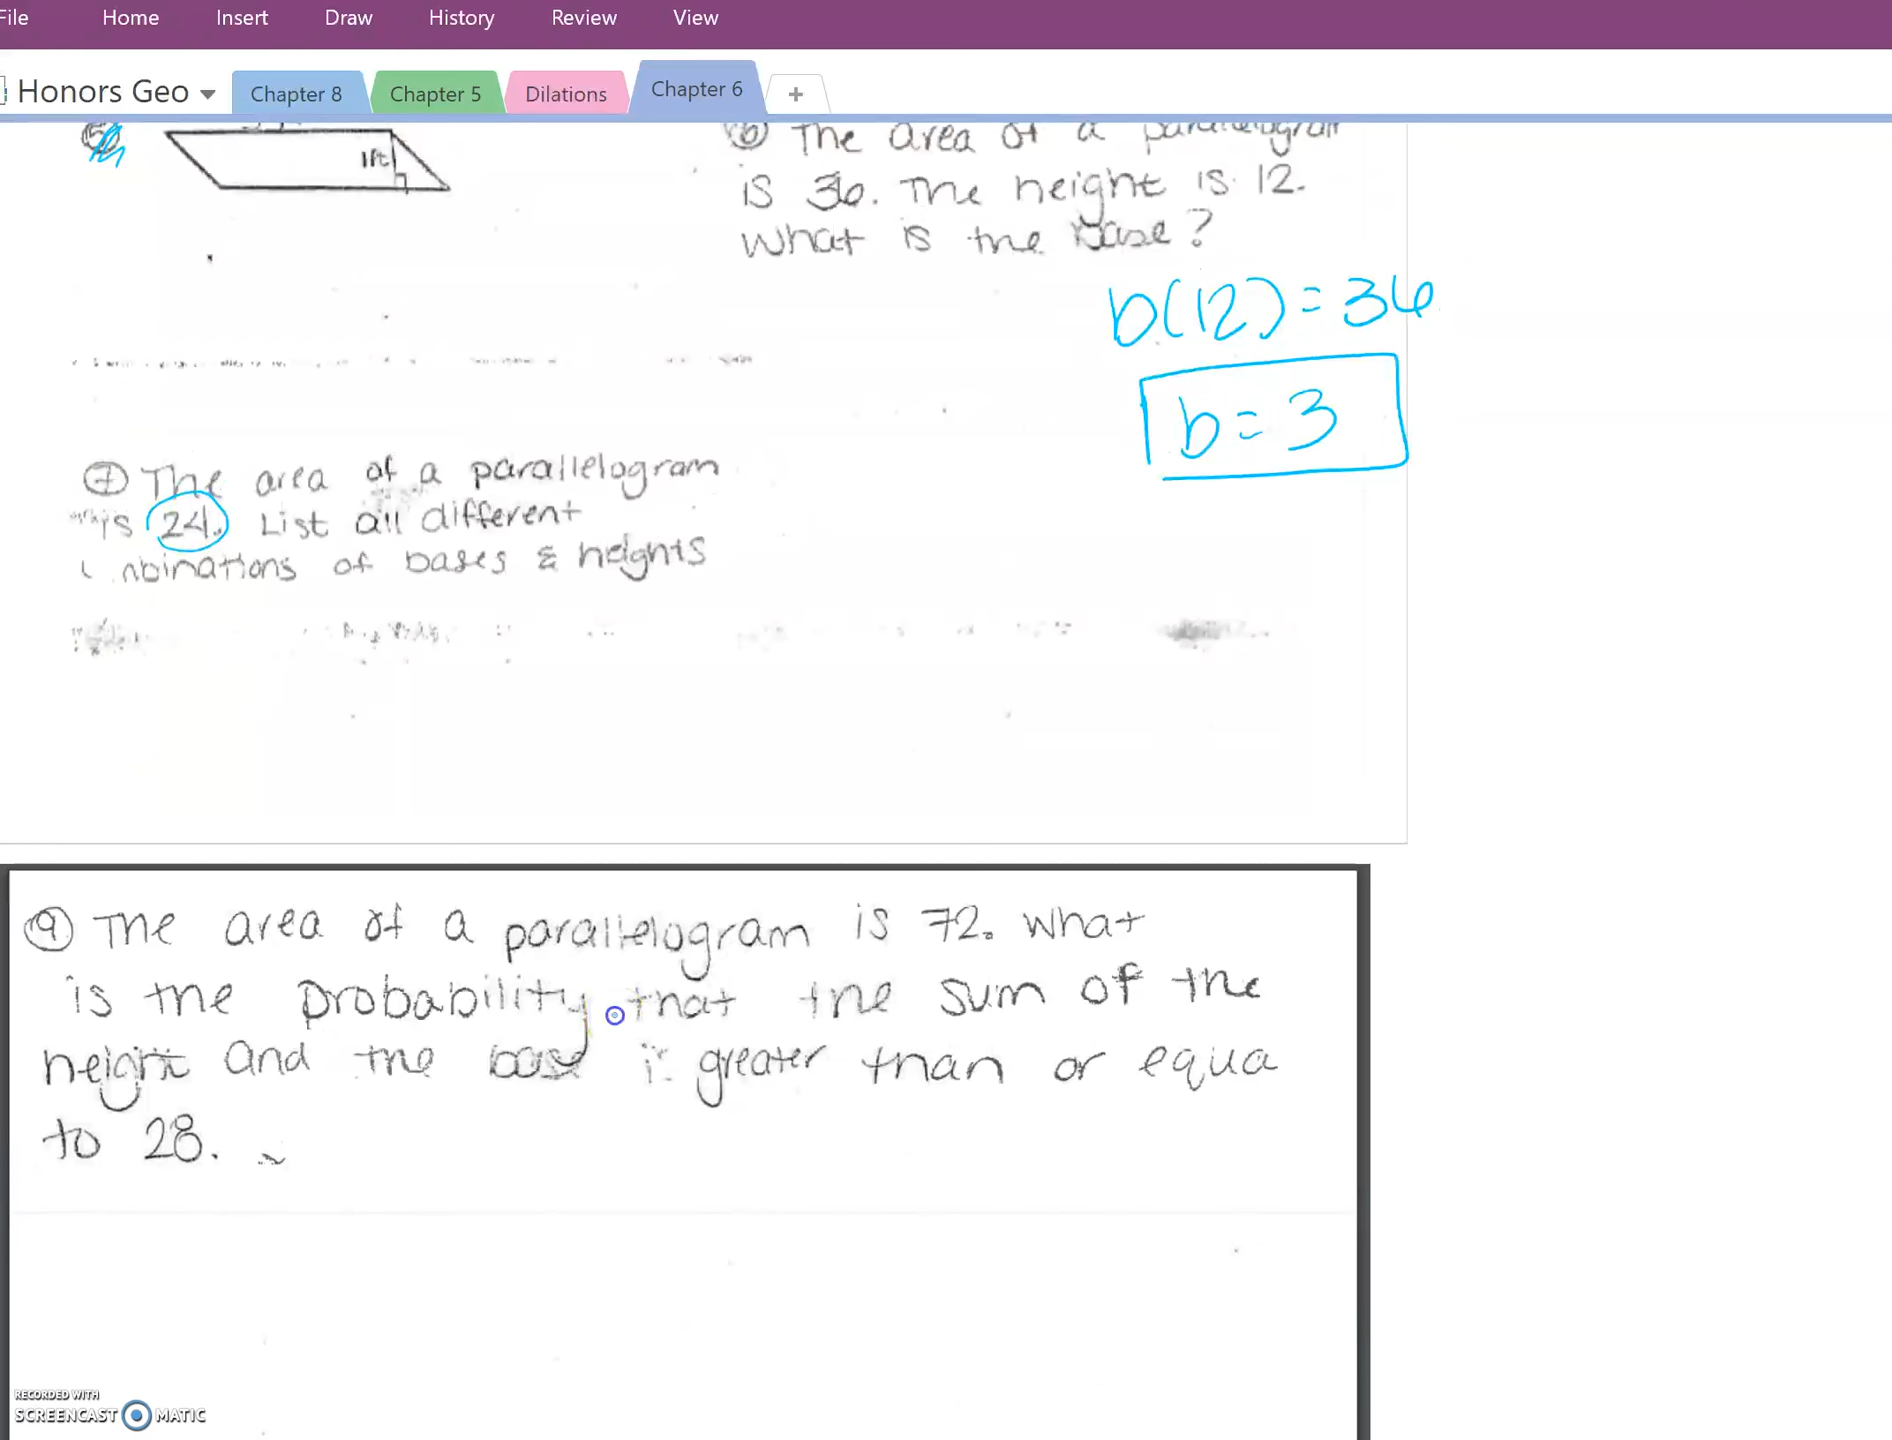 File Home Insert Draw History Review View
Honors Geo Chapter 8 Chapter 5 Dilations Chapter 6 +
1ft
⑥ The area of a parallelogram
is 36. The height is 12.
What is the base?
b(12) = 36
b = 3
⑦ The area of a parallelogram
is 24. List all different
mbinations of bases & heights
⑨ The area of a parallelogram is 72. What
is the probability that the sum of the
height and the base is greater than or equa
to 28.
RECORDED WITH
SCREENCAST MATIC